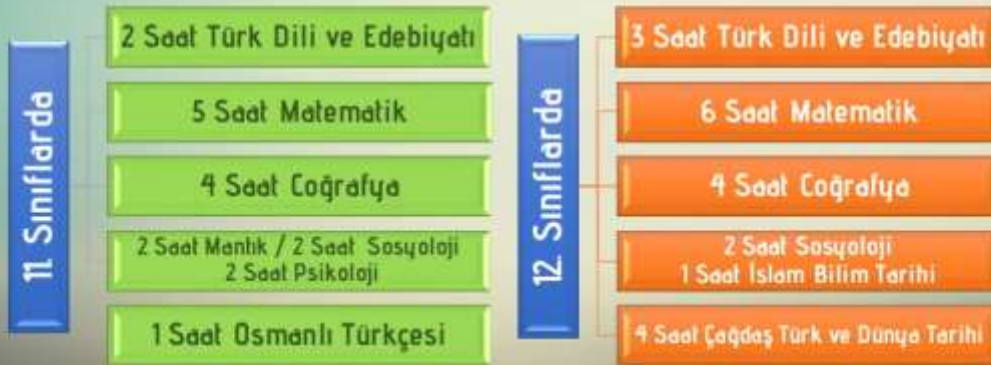 11. Sınıflarda
2 Saat Türk Dili ve Edebiyatı
5 Saat Matematik
4 Saat Coğrafya
2 Saat Mantık / 2 Saat Sosyoloji
2 Saat Psikoloji
1 Saat Osmanlı Türkçesi
12. Sınıflarda
3 Saat Türk Dili ve Edebiyatı
6 Saat Matematik
4 Saat Coğrafya
2 Saat Sosyoloji
1 Saat İslam Bilim Tarihi
4 Saat Çağdaş Türk ve Dünya Tarihi